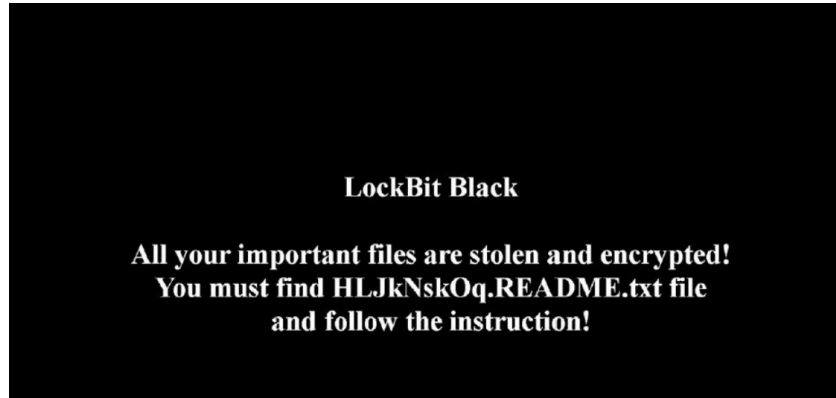 LockBit Black
All your important files are stolen and encrypted!
You must find HLJkNskOq.README.txt file
and follow the instruction!